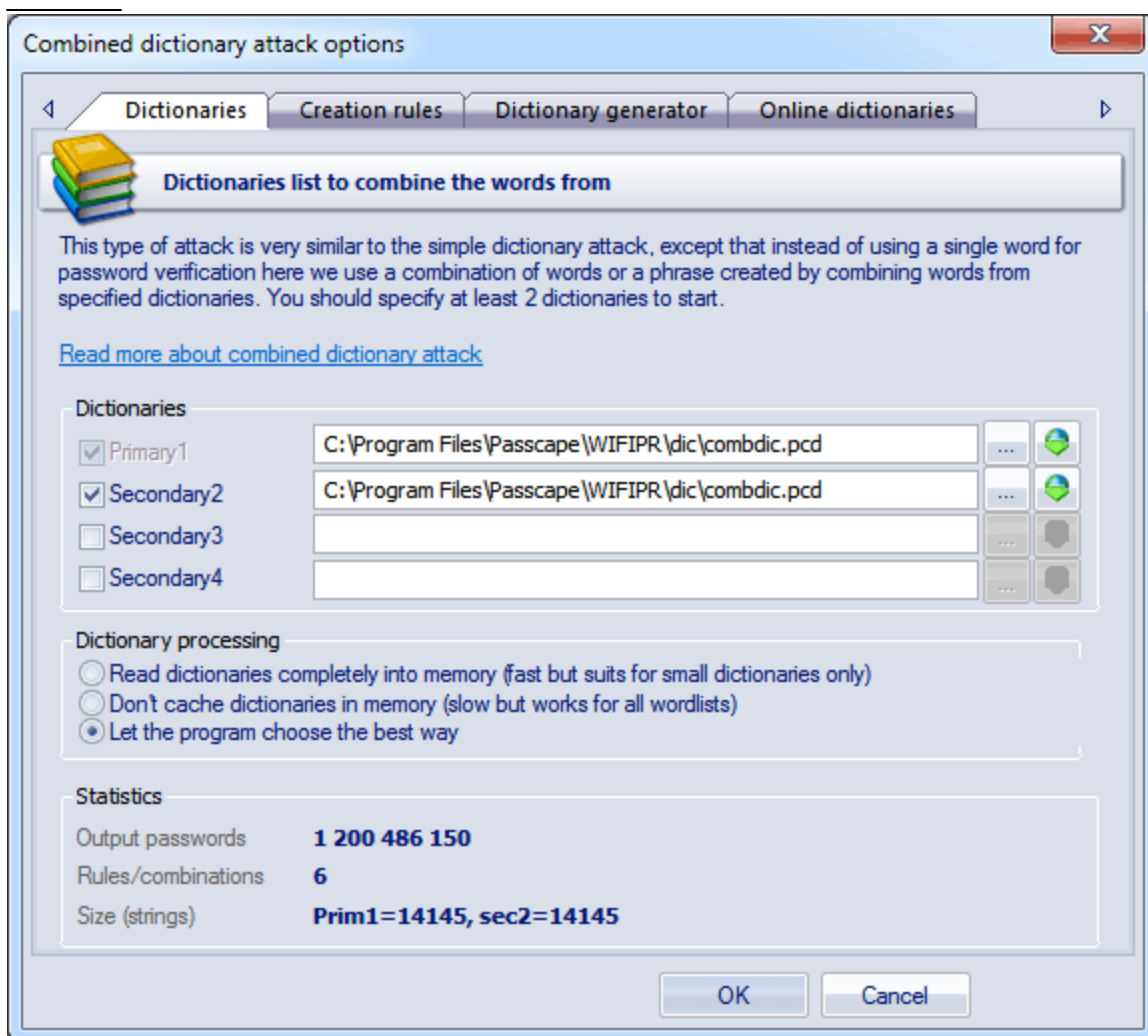 Combined dictionary attack options
Dictionaries Creation rules Dictionary generator Online dictionaries
Dictionaries list to combine the words from
This type of attack is very similar to the simple dictionary attack, except that instead of using a single word for
password verification here we use a combination of words or a phrase created by combining words from
specified dictionaries. You should specify at least 2 dictionaries to start.
Read more about combined dictionary attack
Dictionaries
Primary1 C:\Program Files\Passcape\WIFIPR\dic\combdic.pcd ...
Secondary2 C:\Program Files\Passcape\WIFIPR\dic\combdic.pcd ...
Secondary3 ...
Secondary4 ...
Dictionary processing
Read dictionaries completely into memory (fast but suits for small dictionaries only)
Don't cache dictionaries in memory (slow but works for all wordlists)
Let the program choose the best way
Statistics
Output passwords 1 200 486 150
Rules/combinations 6
Size (strings) Prim1=14145, sec2=14145
OK Cancel